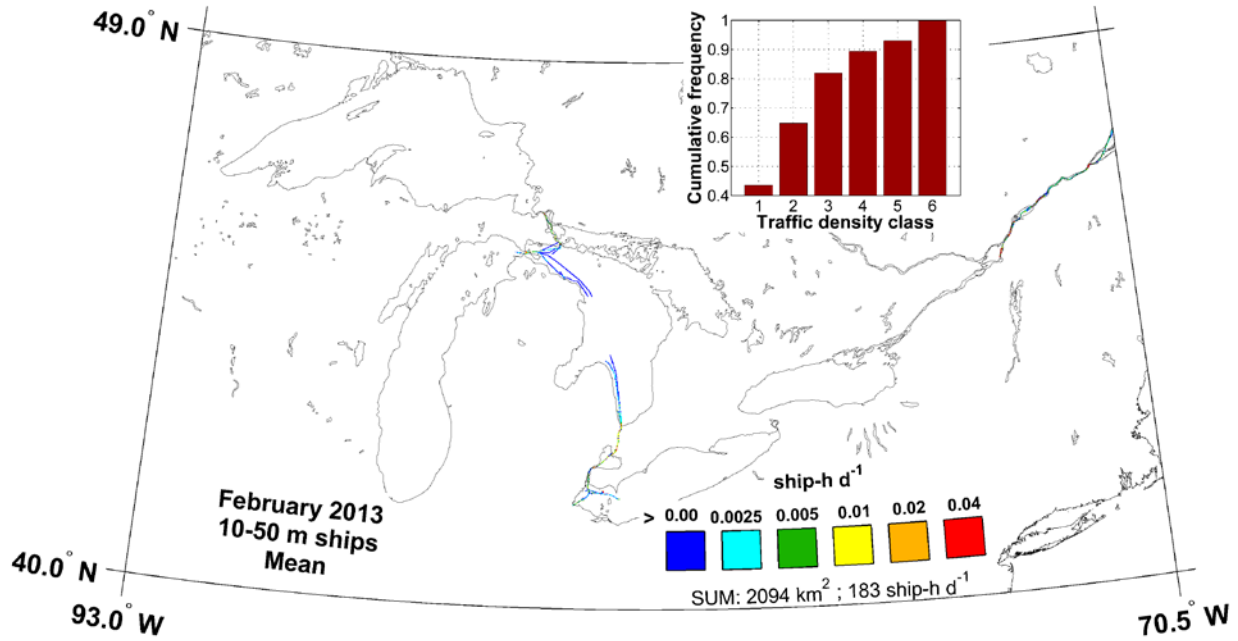 49.0° N
1
0.9
0.8
0.7
0.6
0.5
0.4
Cumulative frequency
1 2 3 4 5 6
Traffic density class
February 2013
10-50 m ships
Mean
ship-h d⁻¹
> 0.00 0.0025 0.005 0.01 0.02 0.04
SUM: 2094 km² ; 183 ship-h d⁻¹
40.0° N
93.0° W
70.5° W